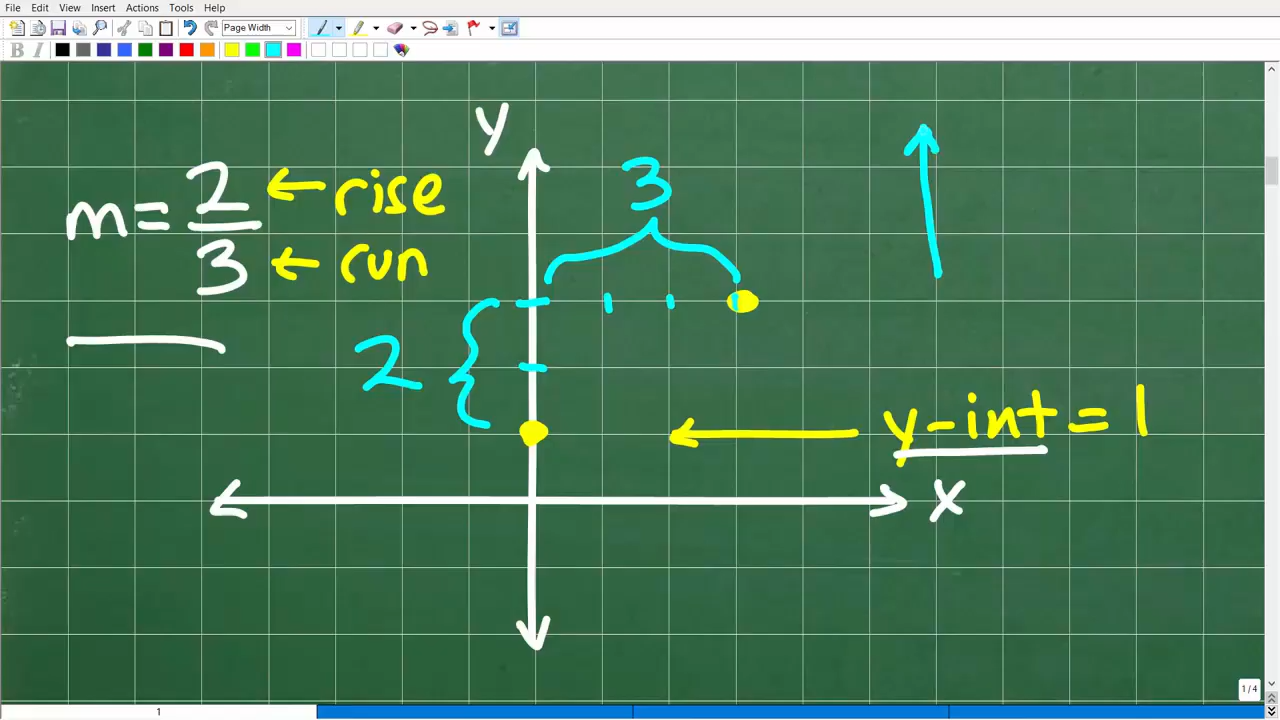 File Edit View Insert Actions Tools Help
Page Width
B I
y
m = 2/3
← rise
← run
3
2
y-int = 1
x
1 / 4
1